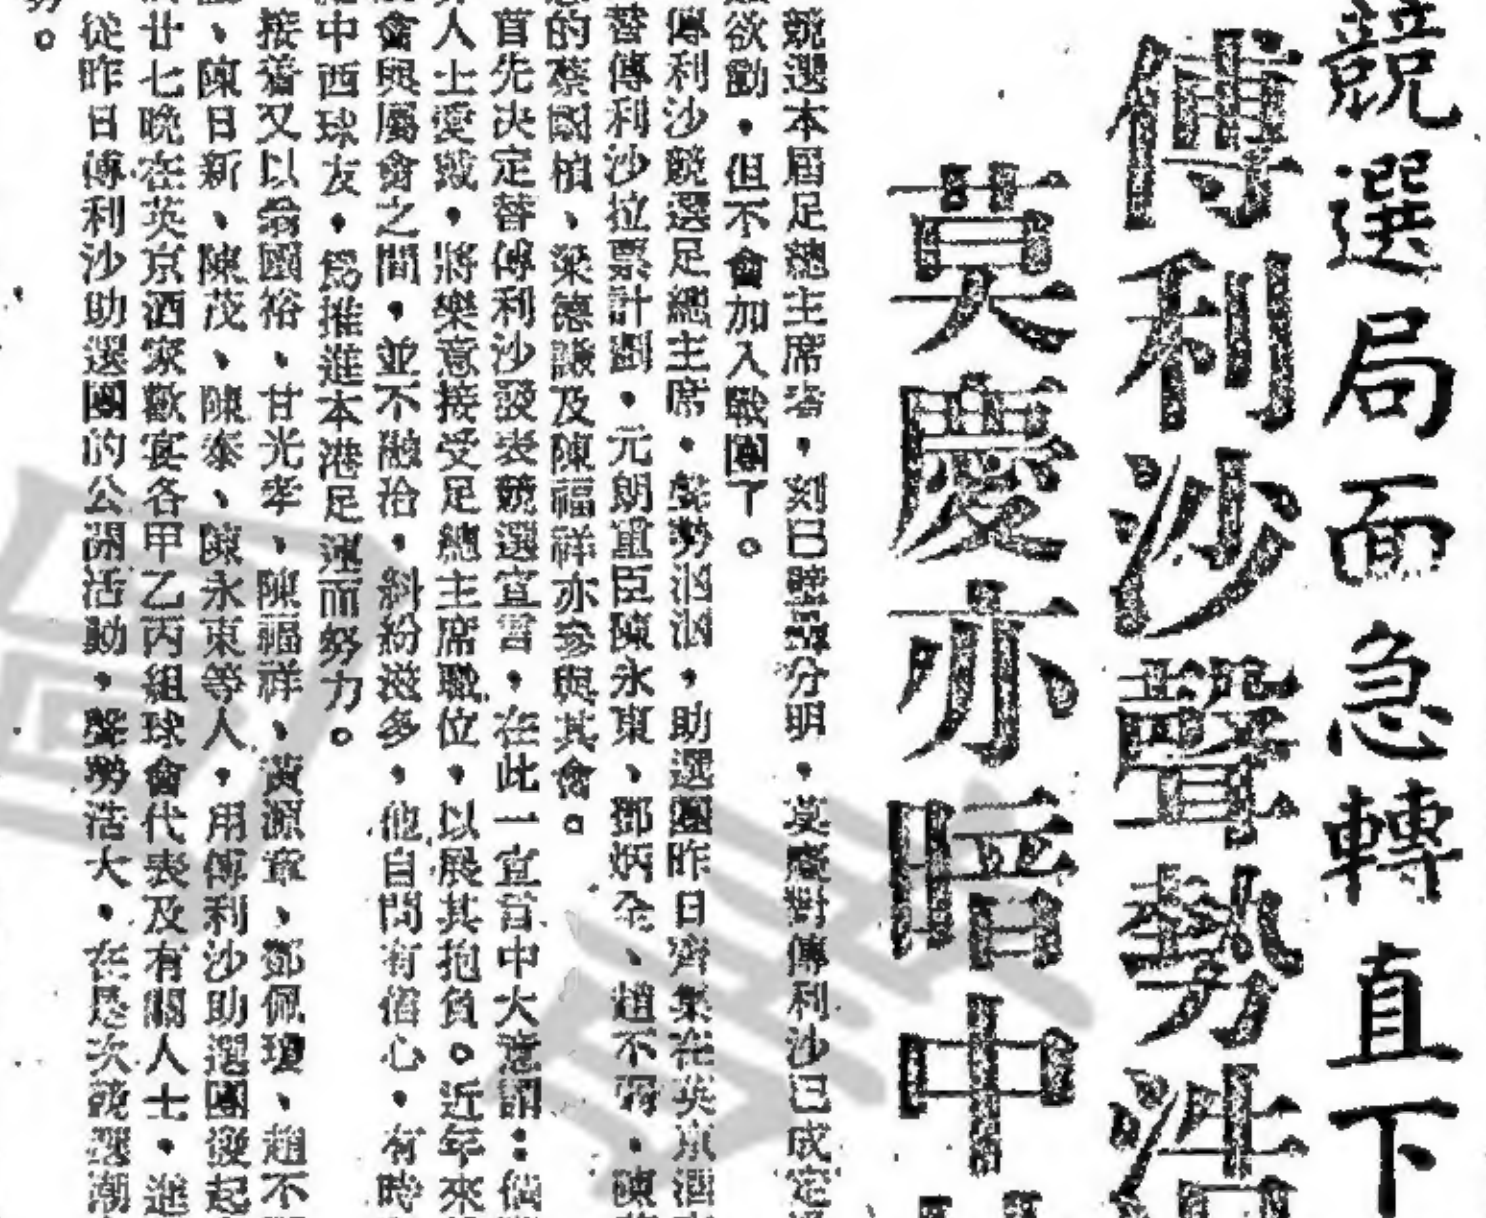 競選局面急轉直下
傅利沙聲勢浩
莫慶亦暗中
競選本屆足總主席者，刻已壁壘分明，莫慶對傅利沙已成定
欲動，但不會加入戰團了。
傅利沙競選足總主席，聲勢汹汹，助選團昨日齊集在英京酒
替傅利沙拉票計劃，元朗重臣陳永東、鄧炳全、趙不弱、陳
的蔡國楨、梁德謙及陳福祥亦參與其會。
首先決定替傅利沙發表競選宣言，在此一宣言中大意謂：個
人士愛戴，將樂意接受足總主席職位，以展其抱負。近年來
會與屬會之間，並不融洽，糾紛滋多，他自問有信心，有時
中西球友，爲推進本港足運而努力。
接着又以翁國裕、甘光孝、陳福祥、黃源章、鄧佩瓊、趙不
、陳日新、陳茂、陳泰、陳永東等人，用傅利沙助選團發起
廿七晚在英京酒家歡宴各甲乙丙組球會代表及有關人士，進
從昨日傅利沙助選團的公開活動，聲勢浩大，在是次競選潮
。